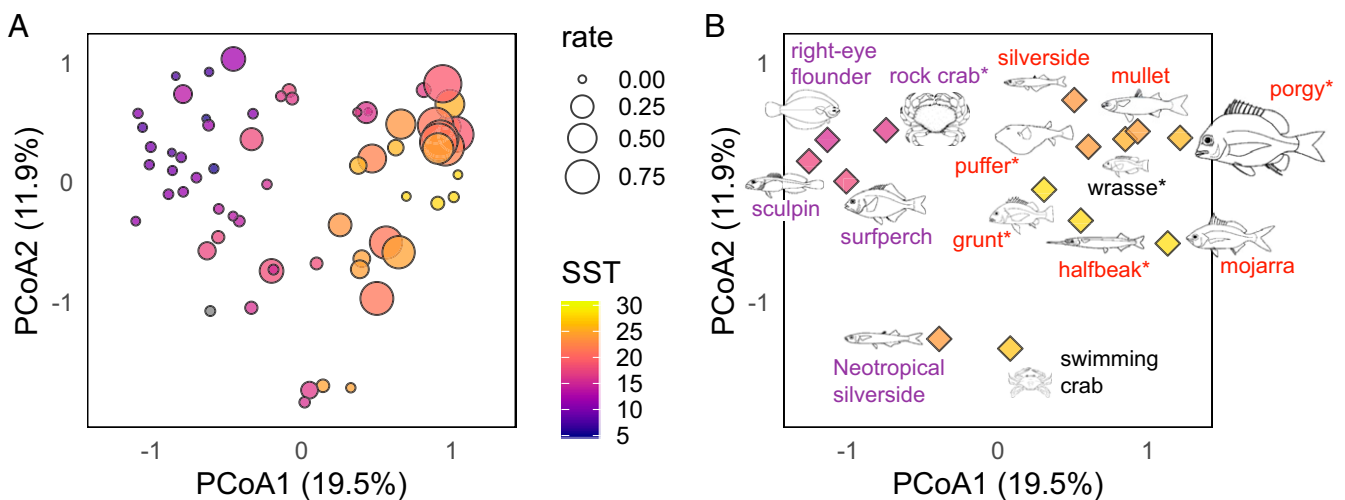 A
1
0
-1
PCoA2 (11.9%)
-1
0
1
PCoA1 (19.5%)
rate
0.00
0.25
0.50
0.75
SST
30
25
20
15
10
5
B
1
0
-1
PCoA2 (11.9%)
-1
0
1
PCoA1 (19.5%)
right-eye
flounder
rock crab*
silverside
mullet
porgy*
puffer*
wrasse*
sculpin
surfperch
grunt*
halfbeak*
mojarra
Neotropical
silverside
swimming
crab